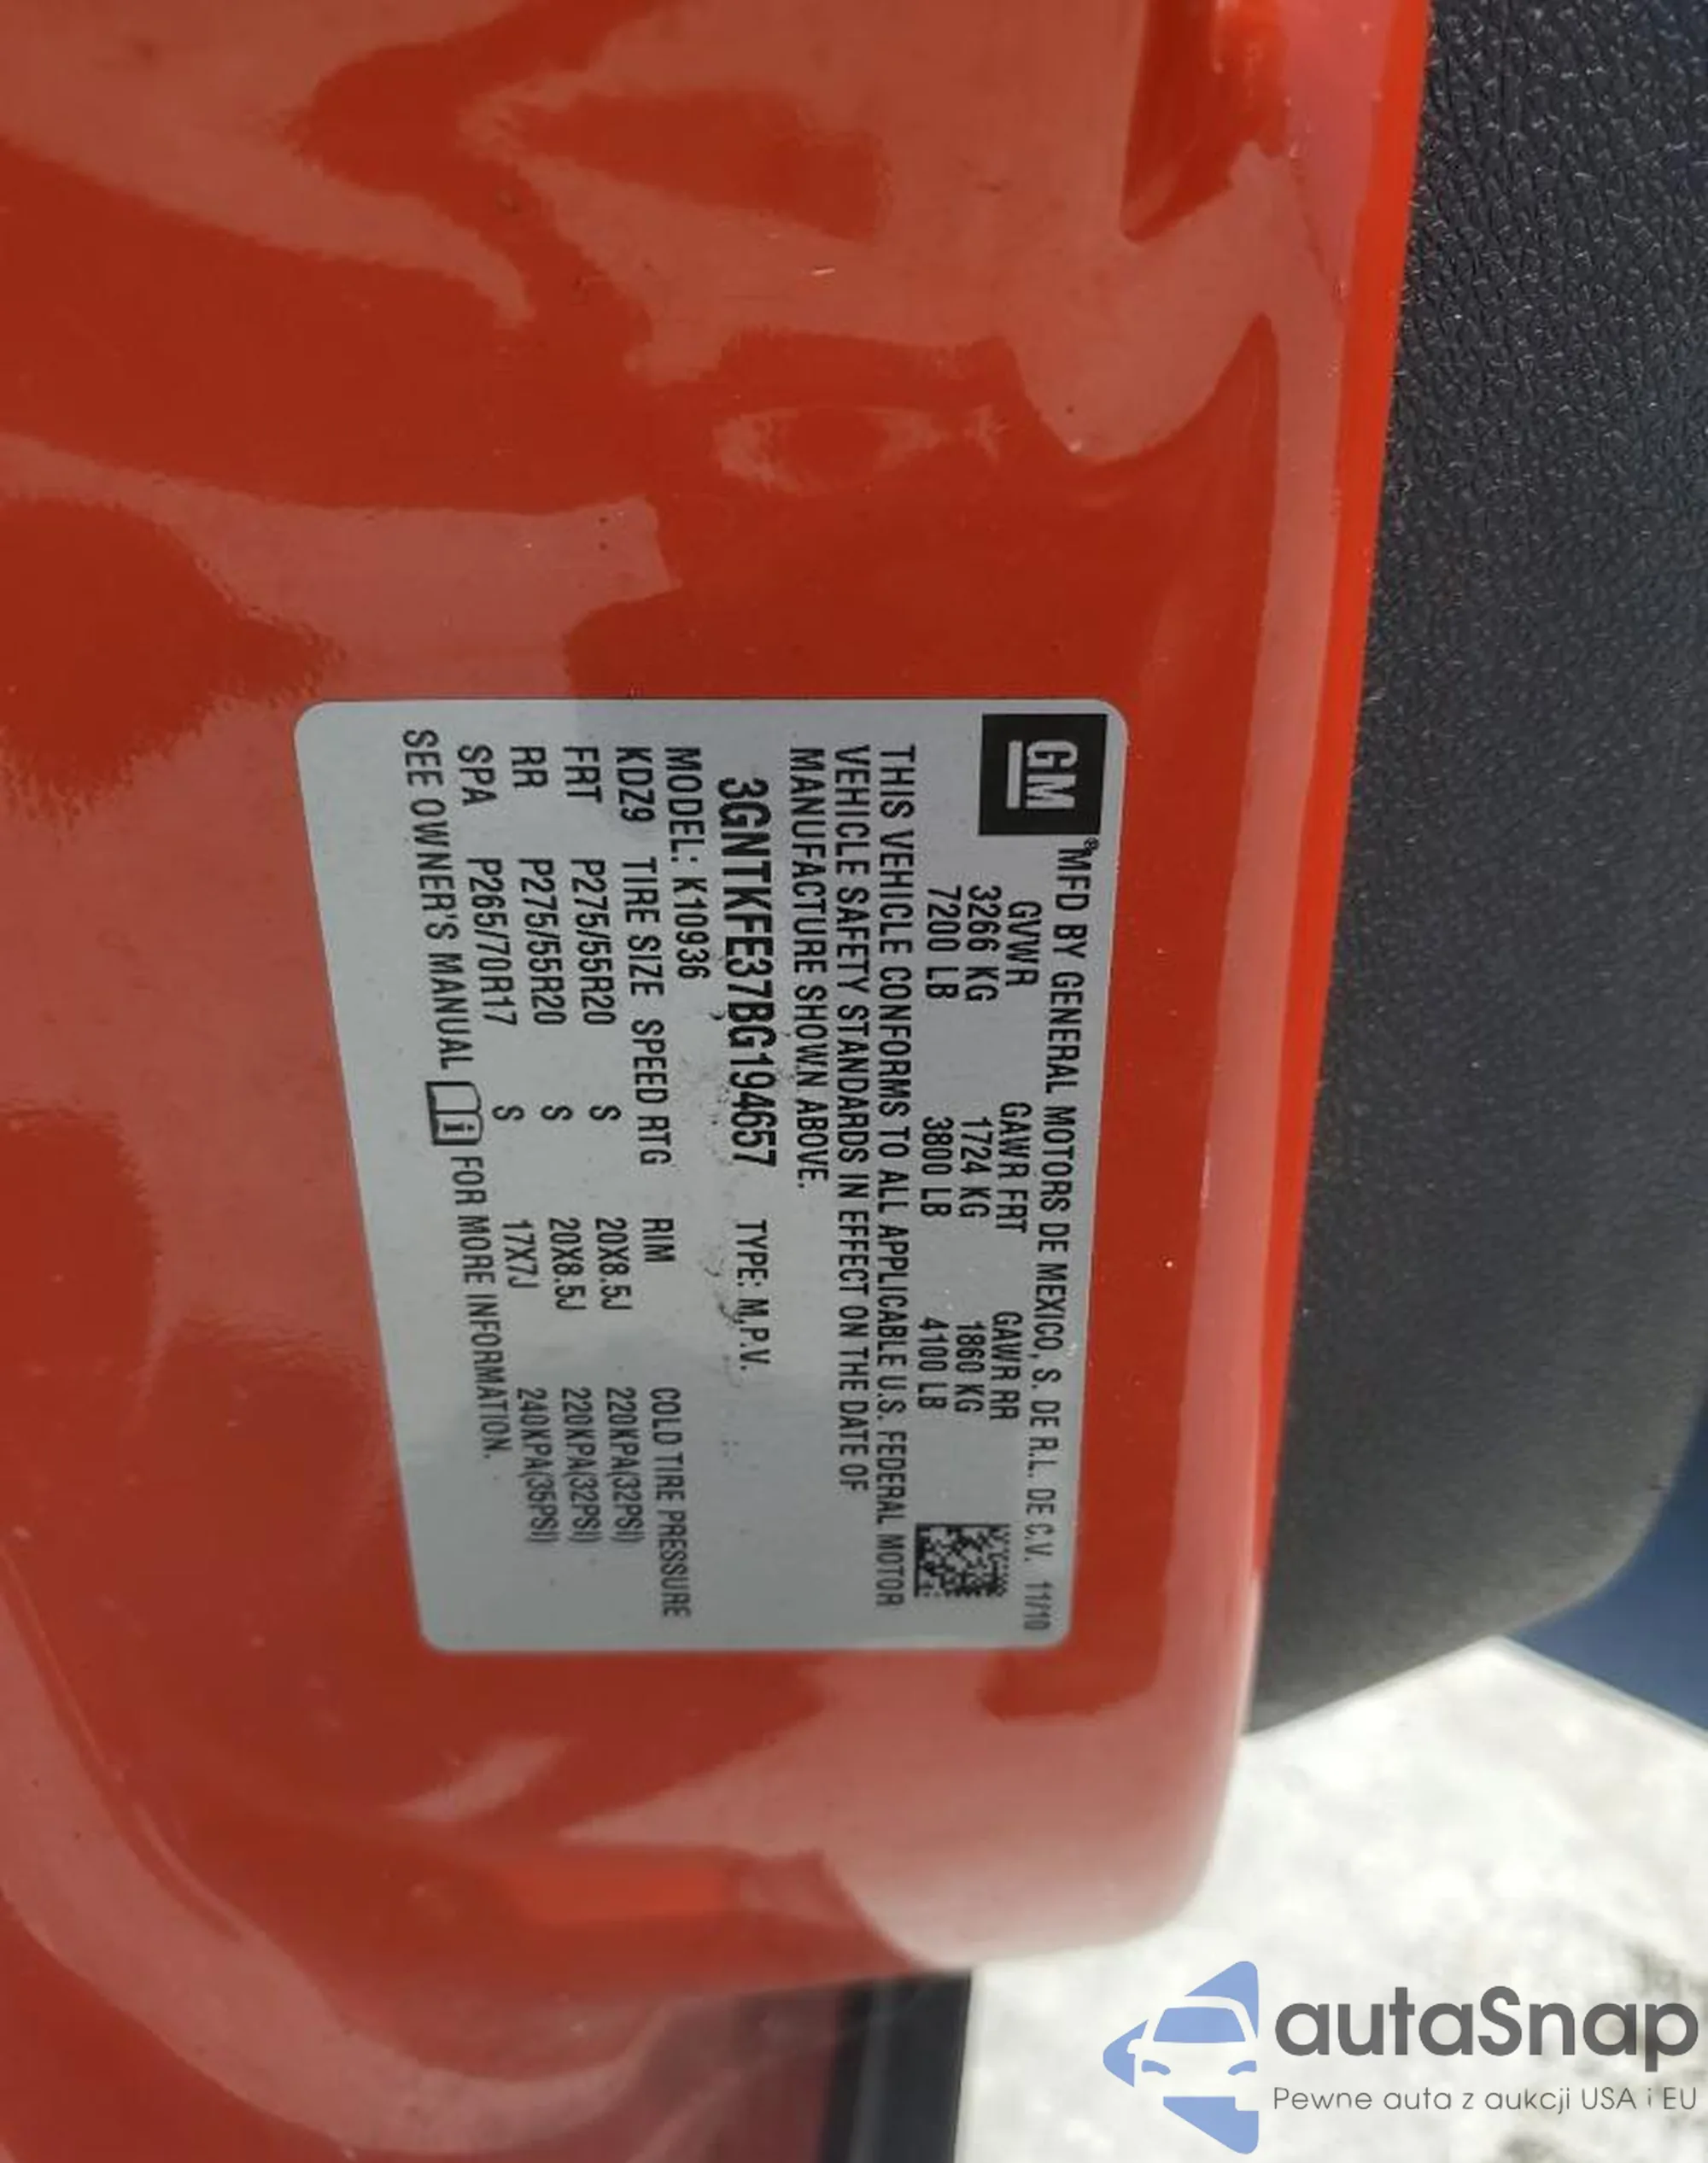 GM
®MFD BY GENERAL MOTORS DE MEXICO, S. DE R.L. DE C.V. 11/10
GVWR GAWR FRT GAWR RR
3266 KG 1724 KG 1860 KG
7200 LB 3800 LB 4100 LB
THIS VEHICLE CONFORMS TO ALL APPLICABLE U.S. FEDERAL MOTOR
VEHICLE SAFETY STANDARDS IN EFFECT ON THE DATE OF
MANUFACTURE SHOWN ABOVE.
3GNTKFE37BG194657 TYPE: M.P.V.
MODEL: K10936
KDZ9 TIRE SIZE SPEED RTG RIM COLD TIRE PRESSURE
FRT P275/55R20 S 20X8.5J 220KPA(32PSI)
RR P275/55R20 S 20X8.5J 220KPA(32PSI)
SPA P265/70R17 S 17X7J 240KPA(35PSI)
SEE OWNER'S MANUAL i FOR MORE INFORMATION.
autaSnap
Pewne auta z aukcji USA i EU